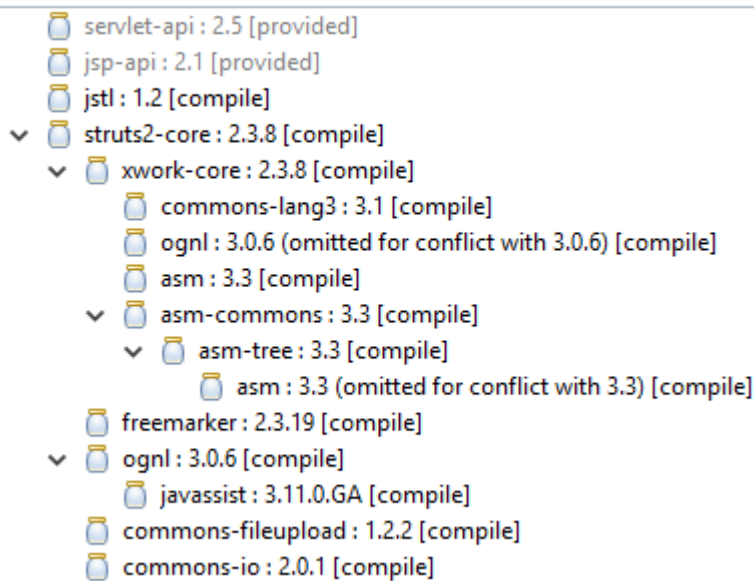 servlet-api : 2.5 [provided]
jsp-api : 2.1 [provided]
jstl : 1.2 [compile]
struts2-core : 2.3.8 [compile]
xwork-core : 2.3.8 [compile]
commons-lang3 : 3.1 [compile]
ognl : 3.0.6 (omitted for conflict with 3.0.6) [compile]
asm : 3.3 [compile]
asm-commons : 3.3 [compile]
asm-tree : 3.3 [compile]
asm : 3.3 (omitted for conflict with 3.3) [compile]
freemarker : 2.3.19 [compile]
ognl : 3.0.6 [compile]
javassist : 3.11.0.GA [compile]
commons-fileupload : 1.2.2 [compile]
commons-io : 2.0.1 [compile]